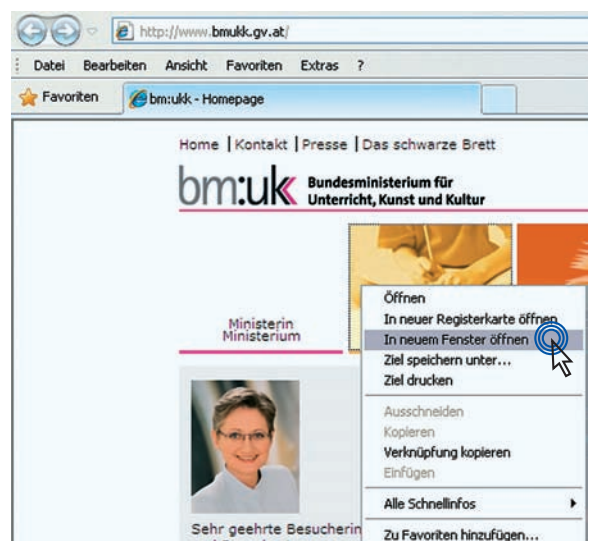 http://www.bmukk.gv.at/
Datei Bearbeiten Ansicht Favoriten Extras ?
Favoriten bm:ukk - Homepage
Home | Kontakt | Presse | Das schwarze Brett
bm:uk Bundesministerium für
Unterricht, Kunst und Kultur
Ministerin
Ministerium
Öffnen
In neuer Registerkarte öffnen
In neuem Fenster öffnen
Ziel speichern unter...
Ziel drucken
Ausschneiden
Kopieren
Verknüpfung kopieren
Einfügen
Alle Schnellinfos
Zu Favoriten hinzufügen...
Sehr geehrte Besucherin